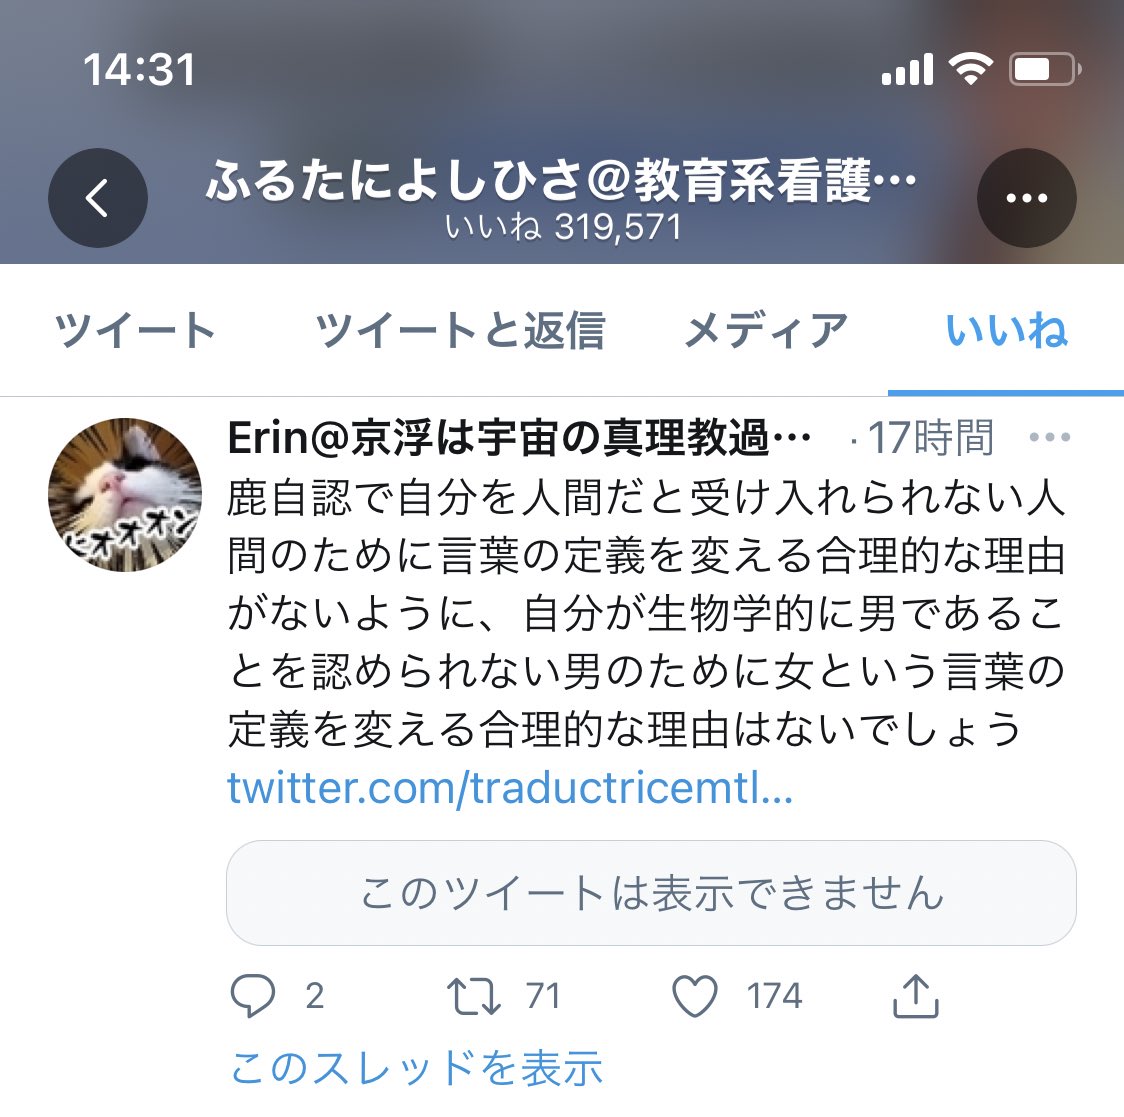 14:31
ふるたによしひさ@教育系看護…
いいね 319,571
ツイート ツイートと返信 メディア いいね
Erin@京浮は宇宙の真理教過… · 17時間
鹿自認で自分を人間だと受け入れられない人
間のために言葉の定義を変える合理的な理由
がないように、自分が生物学的に男であるこ
とを認められない男のために女という言葉の
定義を変える合理的な理由はないでしょう
twitter.com/traductricemtl…
このツイートは表示できません
2 71 174
このスレッドを表示
ビオオオン